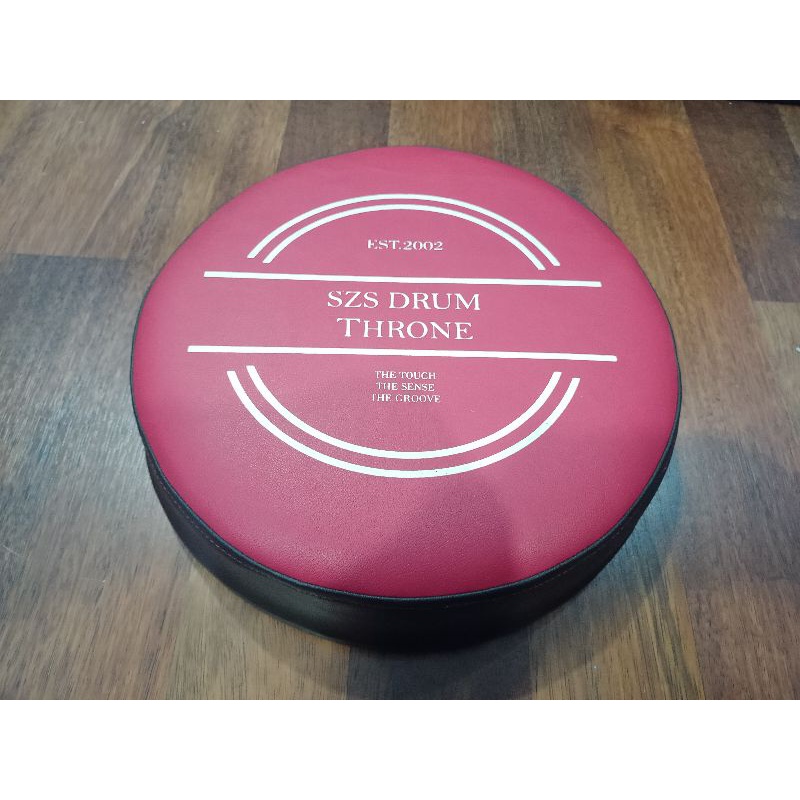 EST.2002
SZS DRUM
THRONE
THE TOUCH
THE SENSE
THE GROOVE